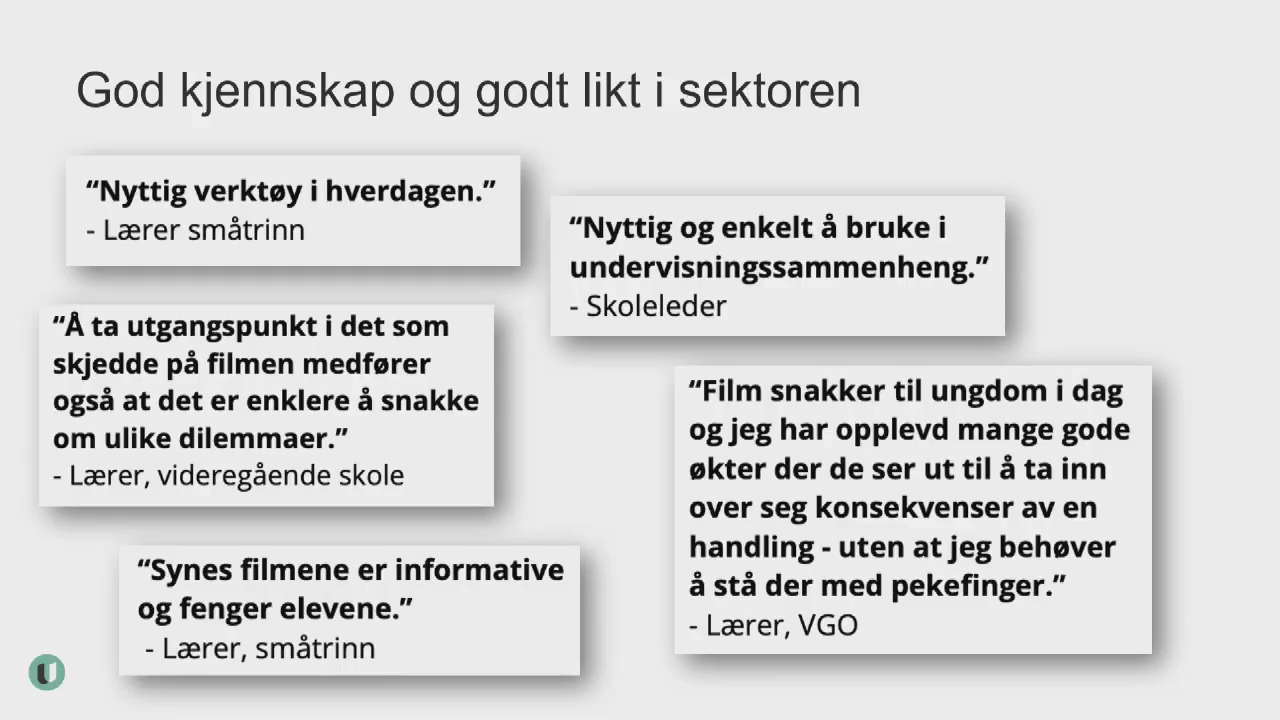 God kjennskap og godt likt i sektoren
“Nyttig verktøy i hverdagen.”
- Lærer småtrinn
“Nyttig og enkelt å bruke i
undervisningssammenheng.”
- Skoleleder
“Å ta utgangspunkt i det som
skjedde på filmen medfører
også at det er enklere å snakke
om ulike dilemmaer.”
- Lærer, videregående skole
“Film snakker til ungdom i dag
og jeg har opplevd mange gode
økter der de ser ut til å ta inn
over seg konsekvenser av en
handling - uten at jeg behøver
å stå der med pekefinger.”
- Lærer, VGO
“Synes filmene er informative
og fenger elevene.”
- Lærer, småtrinn
U